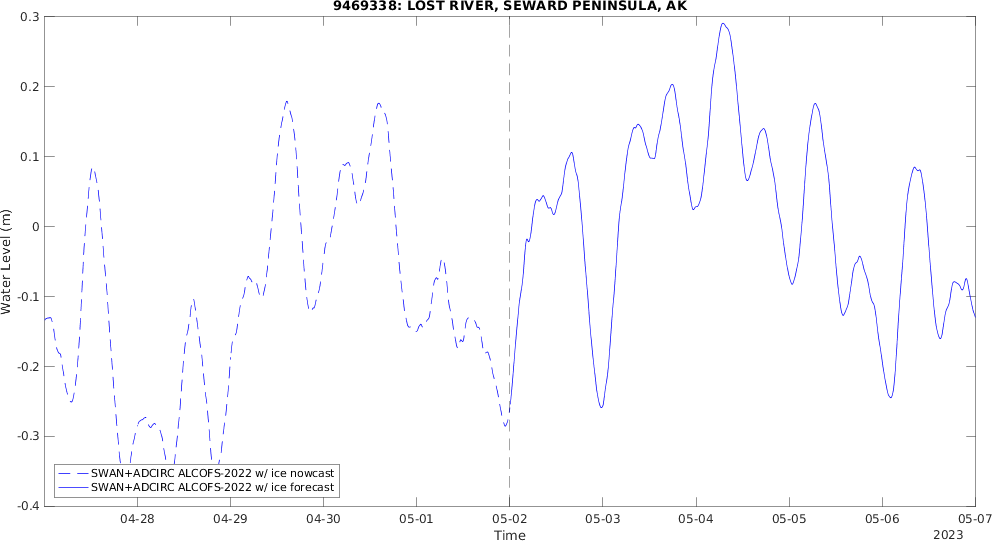 9469338: LOST RIVER, SEWARD PENINSULA, AK
0.3
0.2
0.1
0
-0.1
-0.2
-0.3
-0.4
Water Level (m)
SWAN+ADCIRC ALCOFS-2022 w/ ice nowcast
SWAN+ADCIRC ALCOFS-2022 w/ ice forecast
04-28 04-29 04-30 05-01 05-02 05-03 05-04 05-05 05-06 05-07
Time
2023